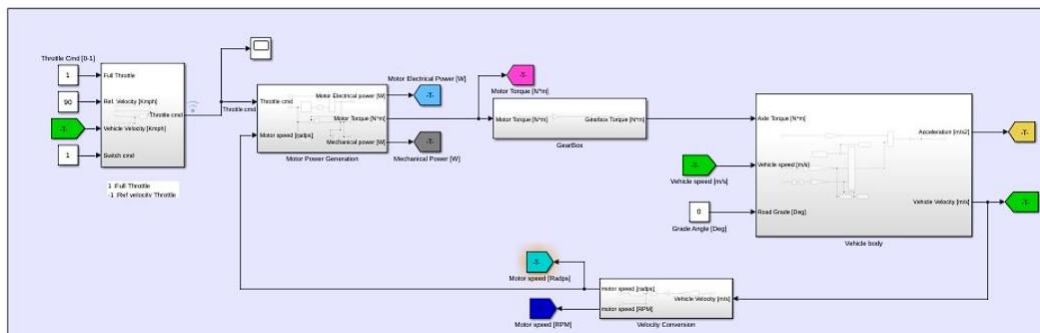 Throttle Cmd [0-1]
1
Full Throttle
90
Ref. Velocity [Kmph]
Throttle cmd
-T-
Vehicle Velocity [Kmph]
1
Switch cmd
1 Full Throttle
-1 Ref velocity Throttle
Throttle cmd
Throttle cmd
Motor speed [radps]
Motor Electrical power [W]
Motor Torque [N*m]
Mechanical power [W]
Motor Power Generation
Motor Electrical Power [W]
-T-
-T-
Mechanical Power [W]
-T-
Motor Torque [N*m]
Motor Torque [N*m]
Gearbox Torque [N*m]
GearBox
-T-
Vehicle speed [m/s]
0
Grade Angle [Deg]
Axle Torque [N*m]
Vehicle speed [m/s]
Road Grade [Deg]
Acceleration [m/s2]
Vehicle Velocity [m/s]
Vehicle body
-T-
-T-
-T-
Motor speed [Radps]
-T-
Motor speed [RPM]
motor speed [radps]
motor speed [RPM]
Vehicle Velocity [m/s]
Velocity Conversion